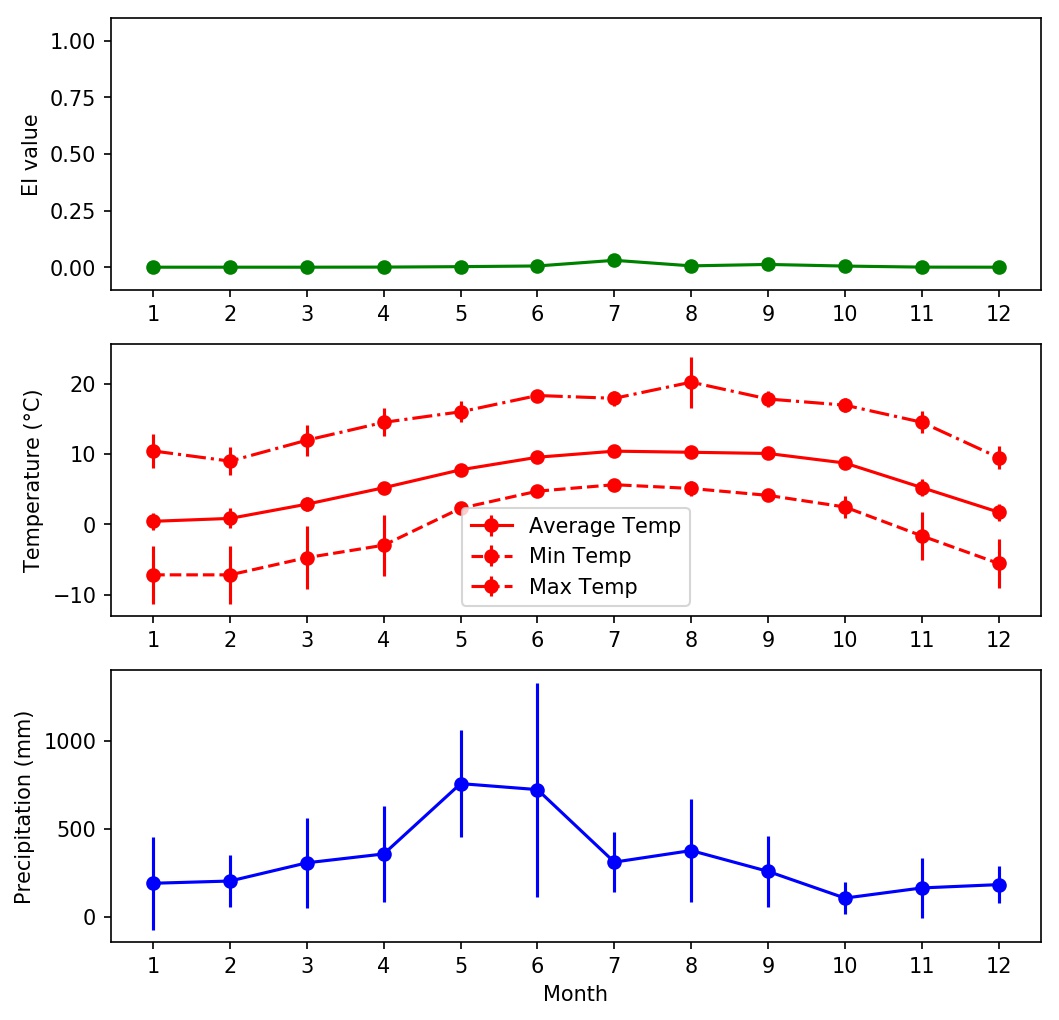 EI value
1.00
0.75
0.50
0.25
0.00
1 2 3 4 5 6 7 8 9 10 11 12
Temperature (°C)
20
10
0
−10
Average Temp
Min Temp
Max Temp
1 2 3 4 5 6 7 8 9 10 11 12
Precipitation (mm)
1000
500
0
1 2 3 4 5 6 7 8 9 10 11 12
Month